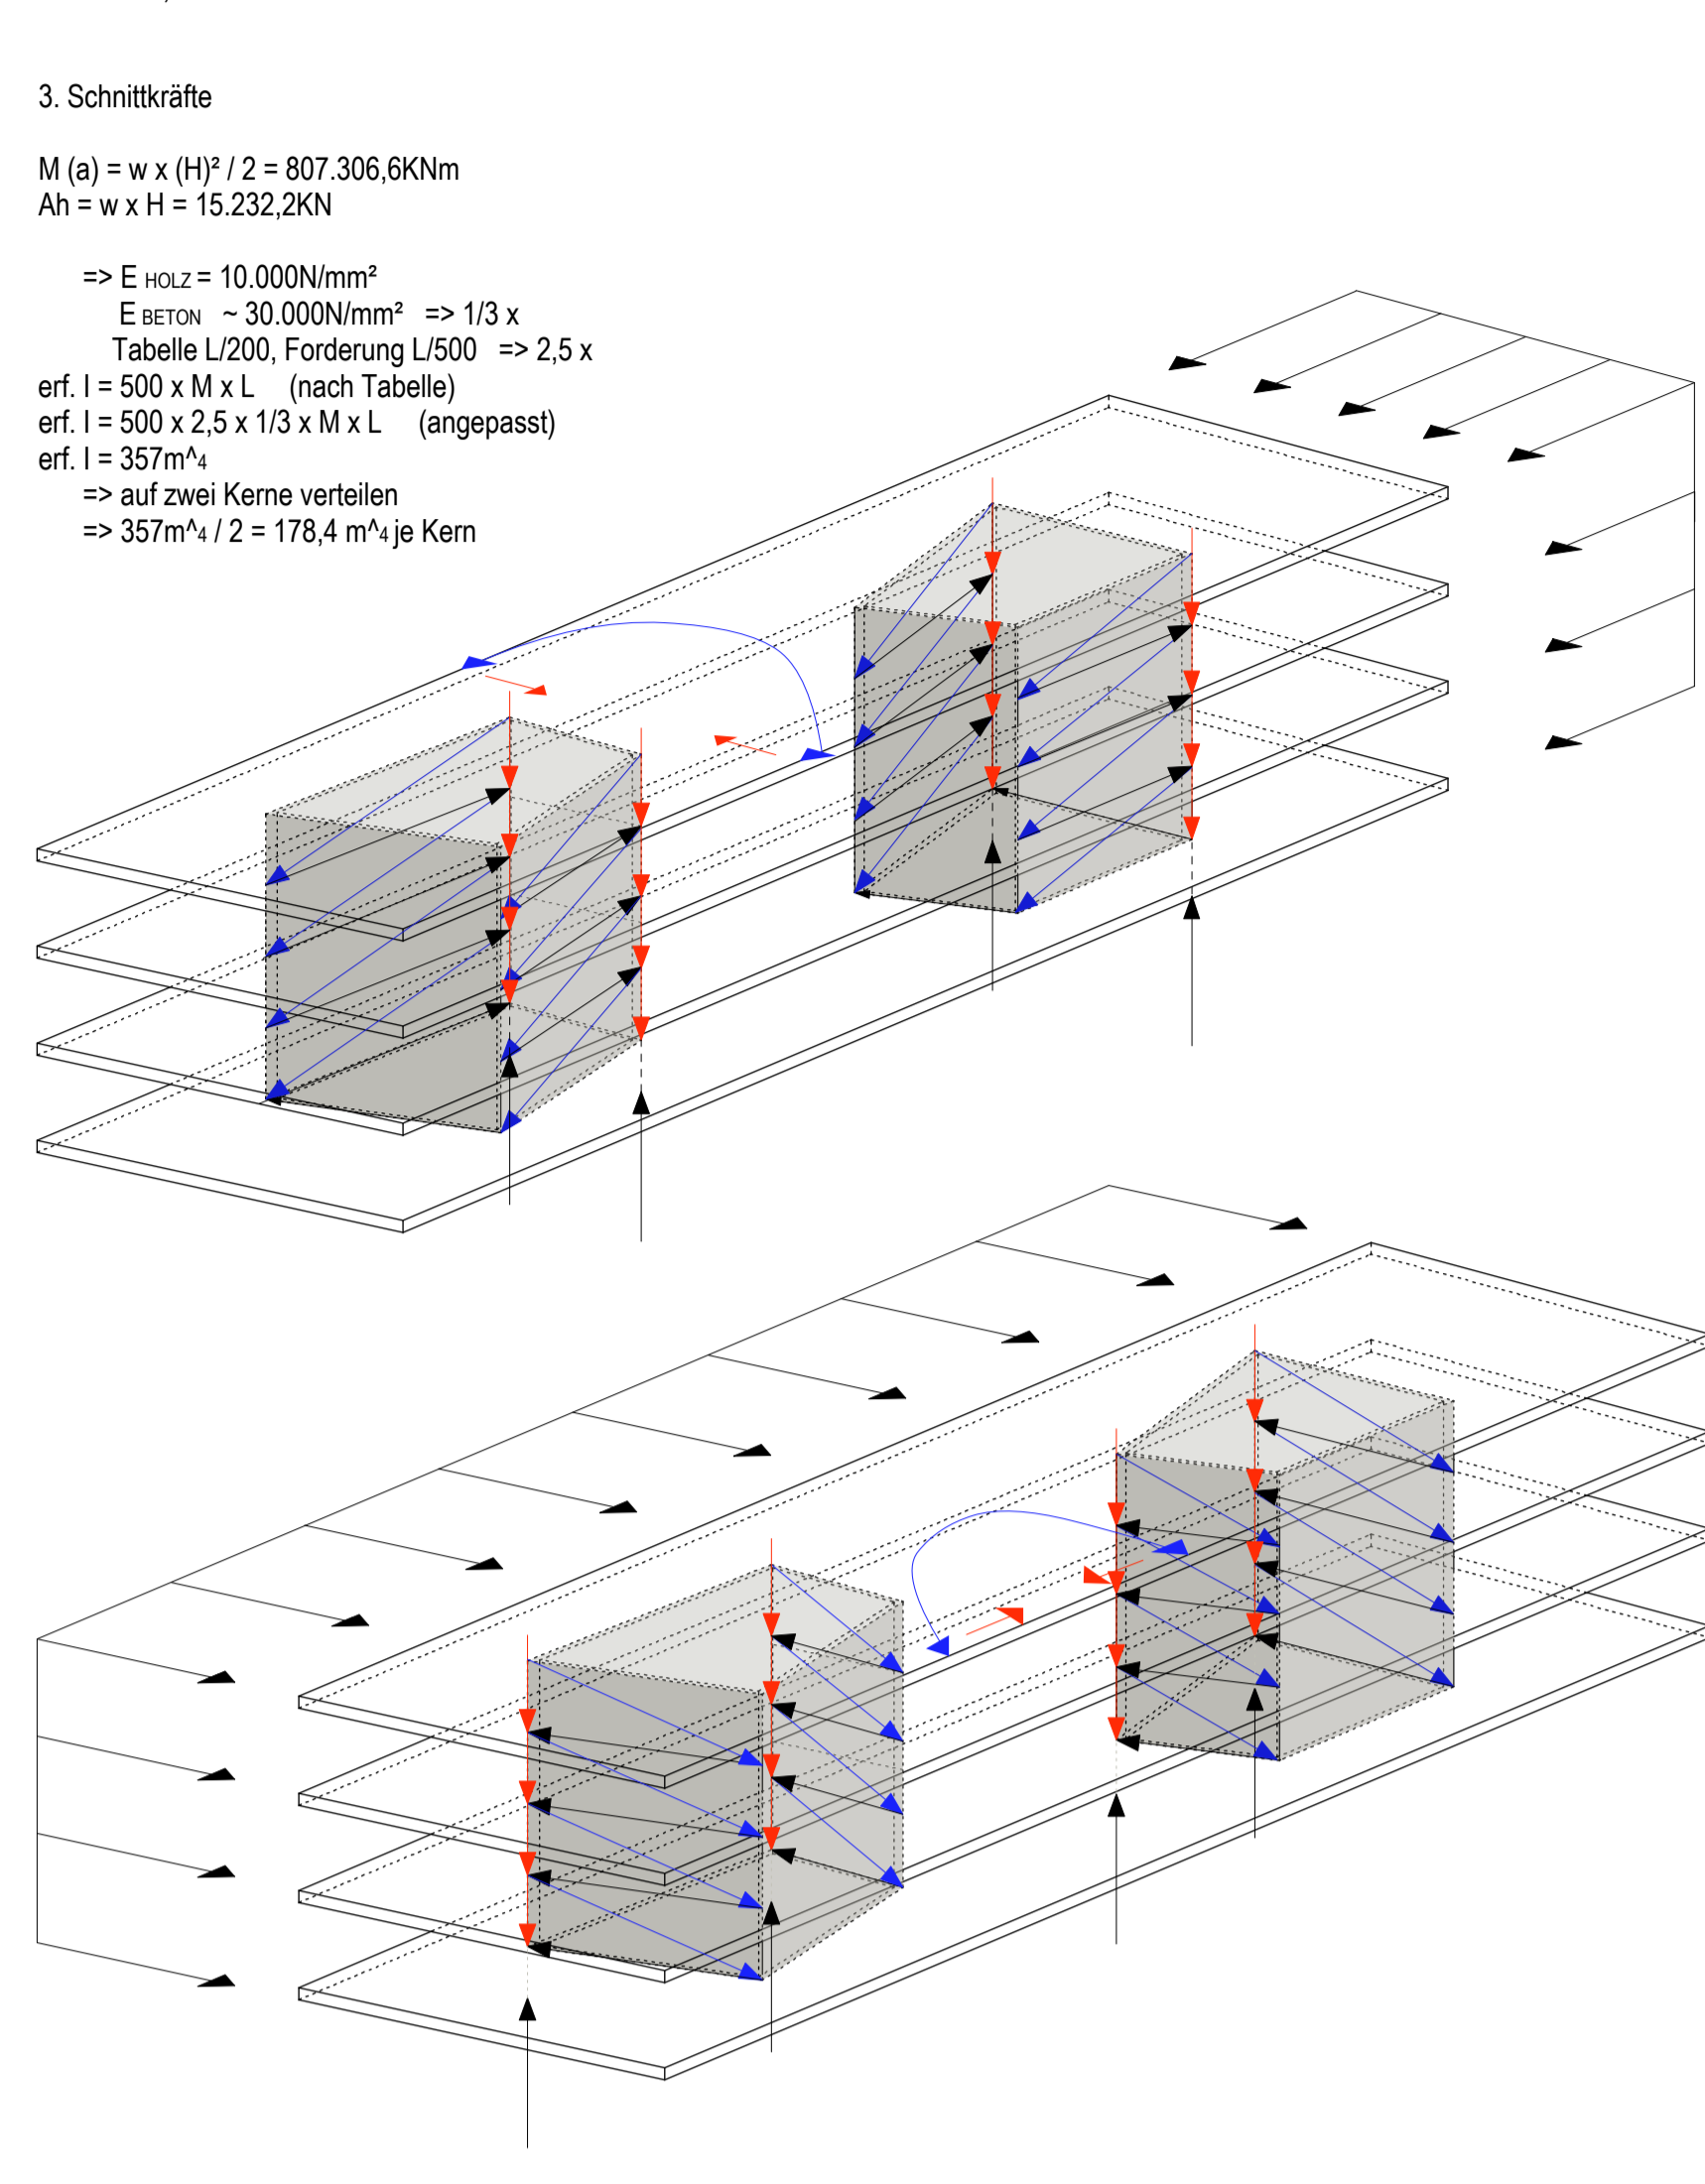 3. Schnittkräfte
M (a) = w x (H)² / 2 = 807.306,6KNm
Ah = w x H = 15.232,2KN
=> E HOLZ = 10.000N/mm²
E BETON ~ 30.000N/mm² => 1/3 x
Tabelle L/200, Forderung L/500 => 2,5 x
erf. I = 500 x M x L (nach Tabelle)
erf. I = 500 x 2,5 x 1/3 x M x L (angepasst)
erf. I = 357m^4
=> auf zwei Kerne verteilen
=> 357m^4 / 2 = 178,4 m^4 je Kern